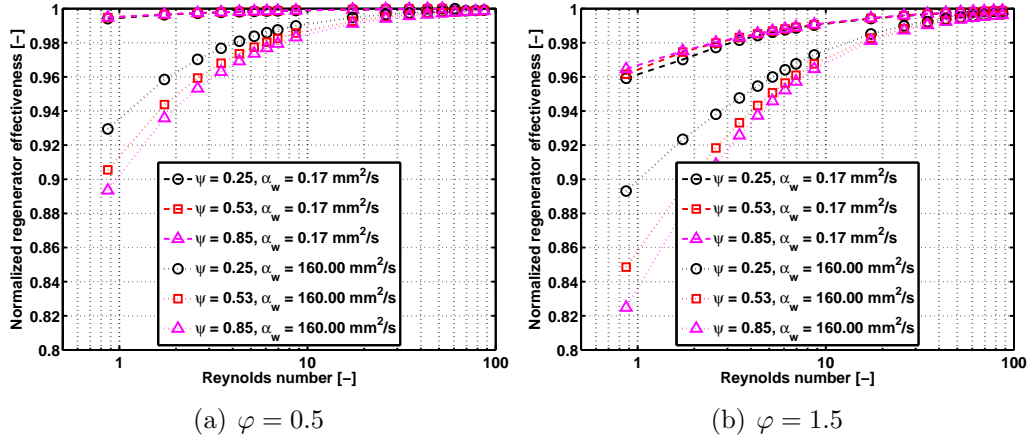 Normalized regenerator effectiveness [−]
1
0.98
0.96
0.94
0.92
0.9
0.88
0.86
0.84
0.82
0.8
ψ = 0.25, α_w = 0.17 mm²/s
ψ = 0.53, α_w = 0.17 mm²/s
ψ = 0.85, α_w = 0.17 mm²/s
ψ = 0.25, α_w = 160.00 mm²/s
ψ = 0.53, α_w = 160.00 mm²/s
ψ = 0.85, α_w = 160.00 mm²/s
1 10 100
Reynolds number [−]
(a) φ = 0.5
Normalized regenerator effectiveness [−]
1
0.98
0.96
0.94
0.92
0.9
0.88
0.86
0.84
0.82
0.8
ψ = 0.25, α_w = 0.17 mm²/s
ψ = 0.53, α_w = 0.17 mm²/s
ψ = 0.85, α_w = 0.17 mm²/s
ψ = 0.25, α_w = 160.00 mm²/s
ψ = 0.53, α_w = 160.00 mm²/s
ψ = 0.85, α_w = 160.00 mm²/s
1 10 100
Reynolds number [−]
(b) φ = 1.5